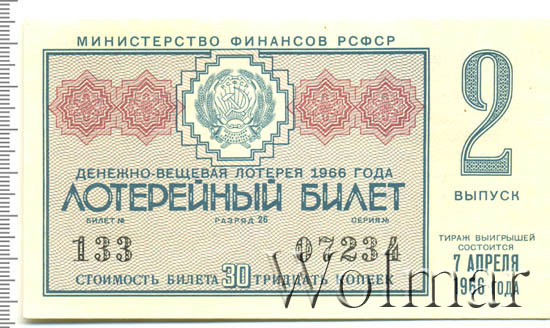 МИНИСТЕРСТВО ФИНАНСОВ РСФСР
ДЕНЕЖНО-ВЕЩЕВАЯ ЛОТЕРЕЯ 1966 ГОДА
ЛОТЕРЕЙНЫЙ БИЛЕТ
БИЛЕТ № РАЗРЯД 26 СЕРИЯ №
133 07234
СТОИМОСТЬ БИЛЕТА 30 ТРИДЦАТЬ КОПЕЕК
2
ВЫПУСК
ТИРАЖ ВЫИГРЫШЕЙ
СОСТОИТСЯ
7 АПРЕЛЯ
1966 ГОДА
Wolmar